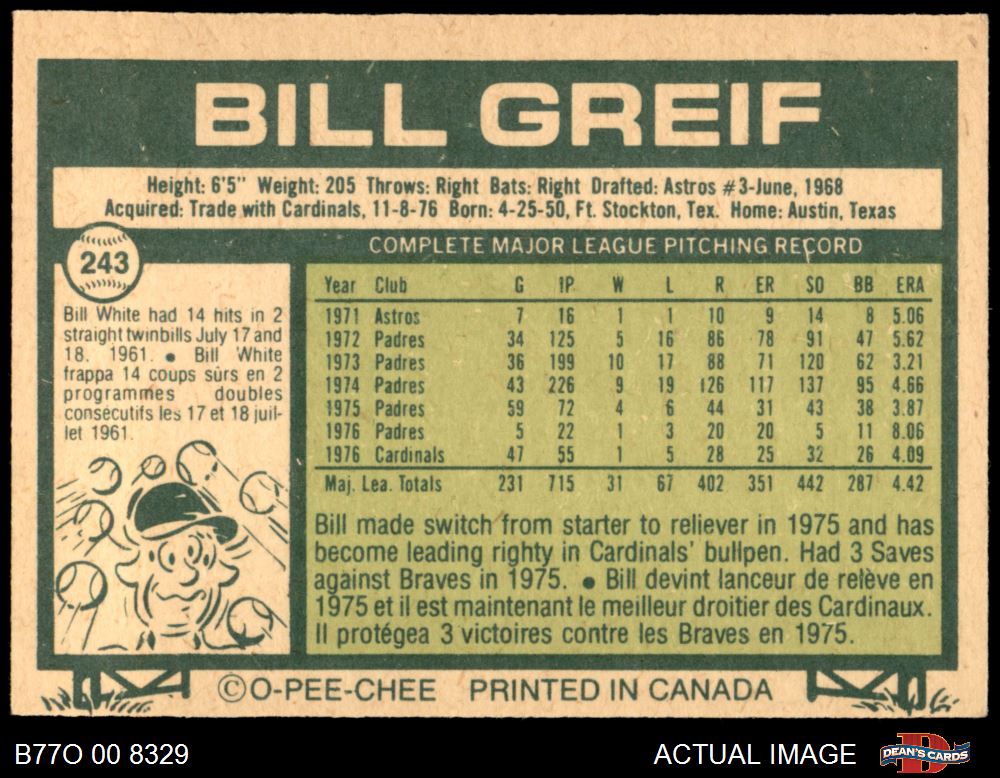 BILL GREIF
Height: 6'5" Weight: 205 Throws: Right Bats: Right Drafted: Astros #3-June, 1968
Acquired: Trade with Cardinals, 11-8-76 Born: 4-25-50, Ft. Stockton, Tex. Home: Austin, Texas
243
Bill White had 14 hits in 2
straight twinbills July 17 and
18, 1961. ● Bill White
frappa 14 coups sûrs en 2
programmes doubles
consécutifs les 17 et 18 juil-
let 1961.
COMPLETE MAJOR LEAGUE PITCHING RECORD
Year Club G IP W L R ER SO BB ERA
1971 Astros 7 16 1 1 10 9 14 8 5.06
1972 Padres 34 125 5 16 86 78 91 47 5.62
1973 Padres 36 199 10 17 88 71 120 62 3.21
1974 Padres 43 226 9 19 126 117 137 95 4.66
1975 Padres 59 72 4 6 44 31 43 38 3.87
1976 Padres 5 22 1 3 20 20 5 11 8.06
1976 Cardinals 47 55 1 5 28 25 32 26 4.09
Maj. Lea. Totals 231 715 31 67 402 351 442 287 4.42
Bill made switch from starter to reliever in 1975 and has
become leading righty in Cardinals' bullpen. Had 3 Saves
against Braves in 1975. ● Bill devint lanceur de relève en
1975 et il est maintenant le meilleur droitier des Cardinaux.
Il protégea 3 victoires contre les Braves en 1975.
©O-PEE-CHEE PRINTED IN CANADA
B77O 00 8329
ACTUAL IMAGE
DEAN'S CARDS